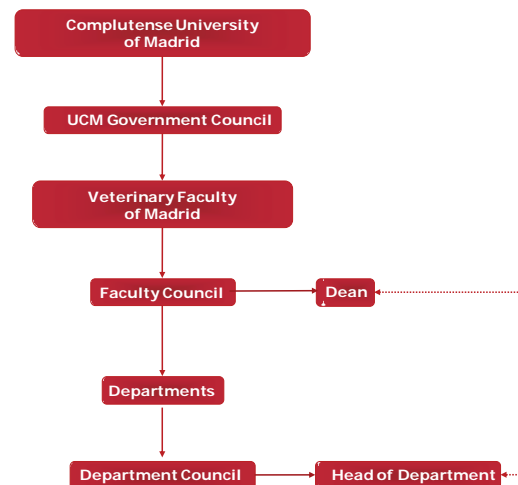 Complutense University
of Madrid
UCM Government Council
Veterinary Faculty
of Madrid
Faculty Council
Dean
Departments
Department Council
Head of Department